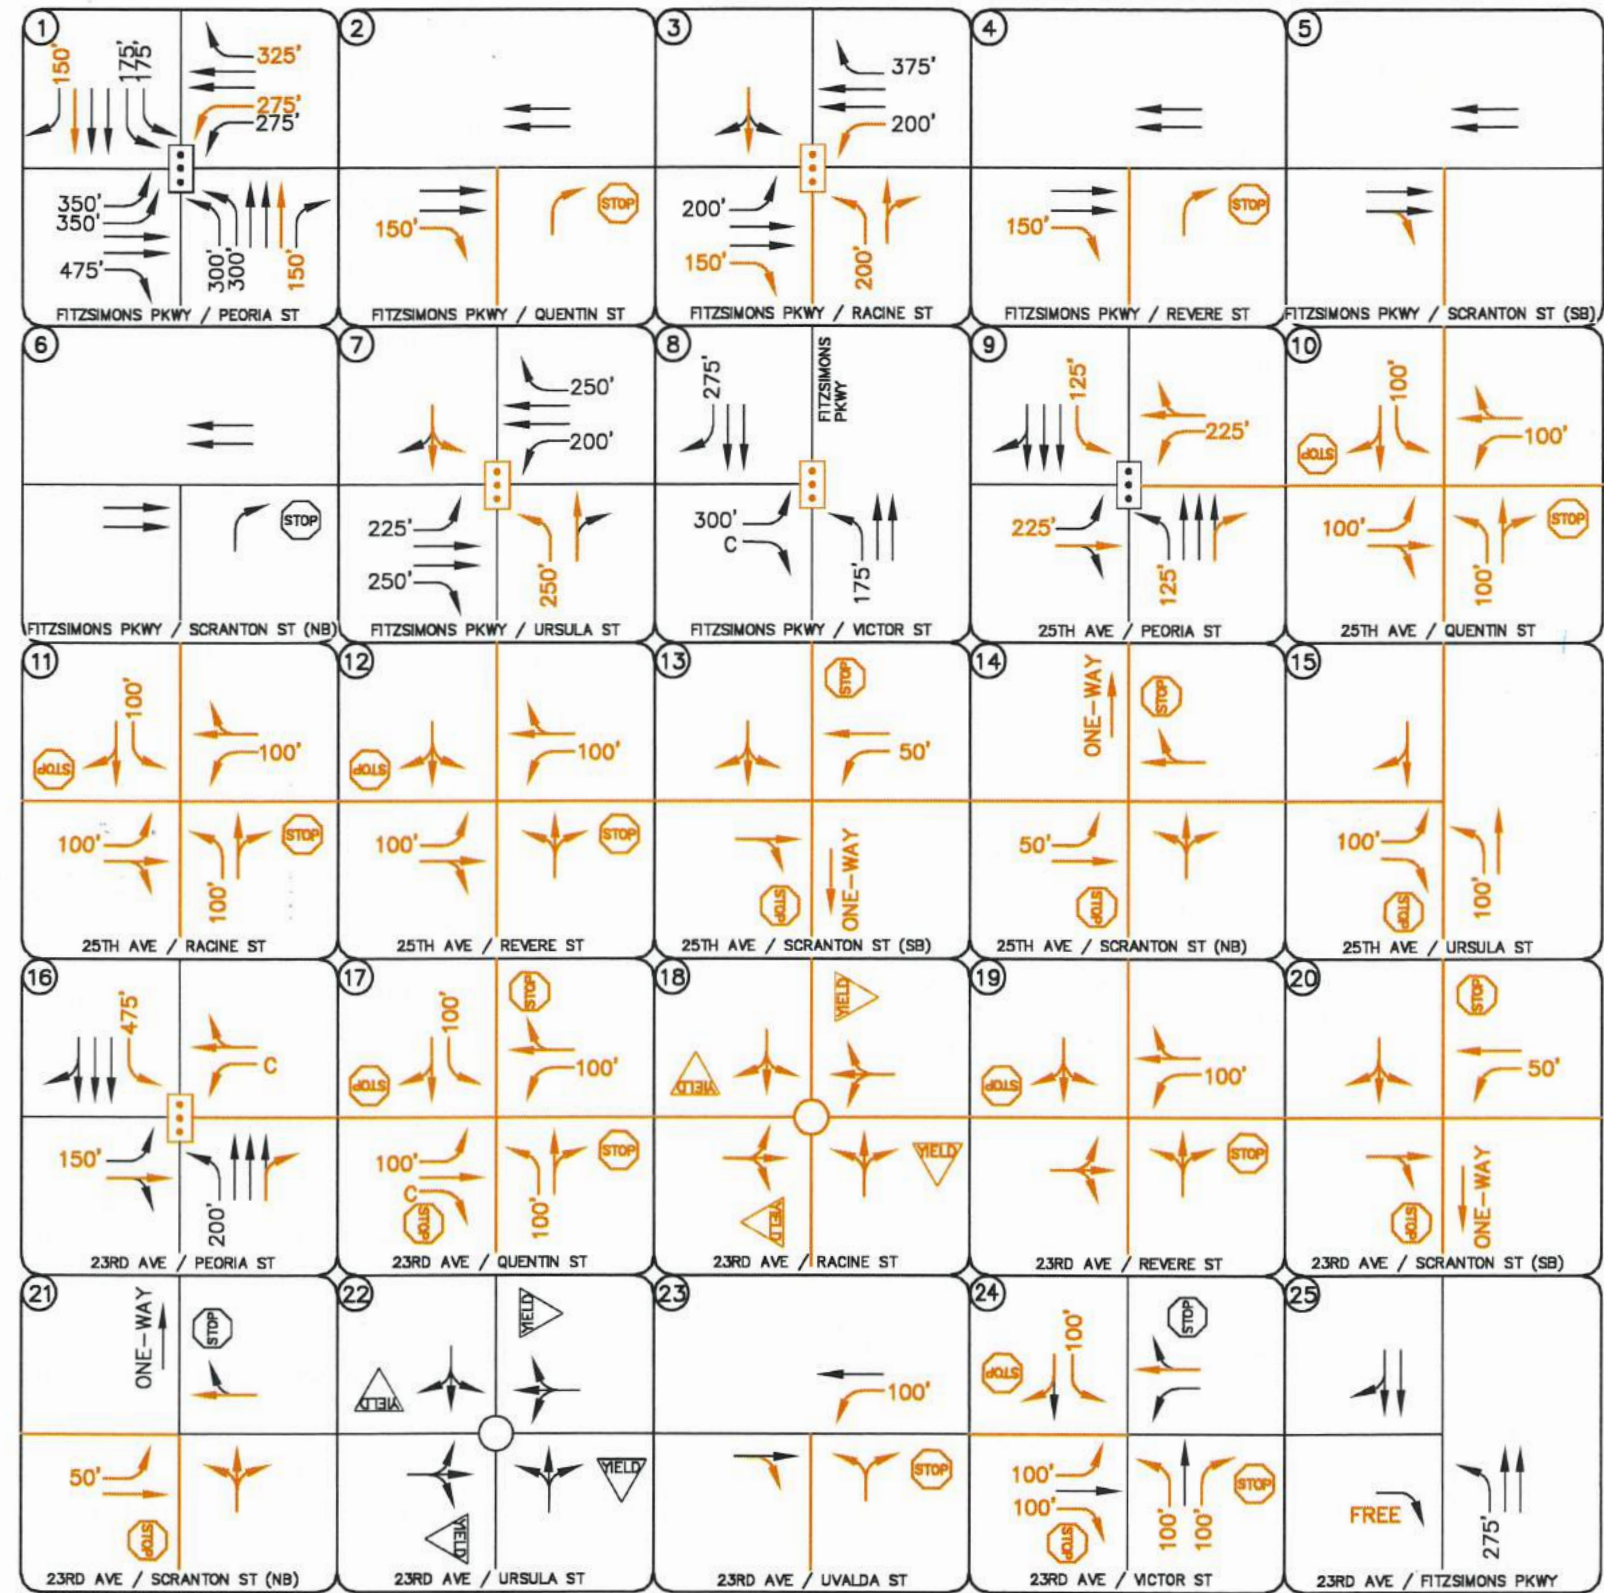 1
150'
175'
175'
325'
275'
275'
350'
350'
475'
300'
300'
150'
FITZSIMONS PKWY / PEORIA ST
2
150'
STOP
FITZSIMONS PKWY / QUENTIN ST
3
375'
200'
200'
150'
200'
FITZSIMONS PKWY / RACINE ST
4
150'
STOP
FITZSIMONS PKWY / REVERE ST
5
FITZSIMONS PKWY / SCRANTON ST (SB)
6
STOP
FITZSIMONS PKWY / SCRANTON ST (NB)
7
250'
200'
225'
250'
250'
FITZSIMONS PKWY / URSULA ST
8
275'
FITZSIMONS
PKWY
300'
C
175'
FITZSIMONS PKWY / VICTOR ST
9
125'
225'
225'
125'
25TH AVE / PEORIA ST
10
100'
STOP
100'
100'
STOP
100'
25TH AVE / QUENTIN ST
11
100'
STOP
100'
100'
STOP
100'
25TH AVE / RACINE ST
12
STOP
100'
100'
STOP
25TH AVE / REVERE ST
13
STOP
50'
STOP
ONE-WAY
25TH AVE / SCRANTON ST (SB)
14
ONE-WAY
STOP
50'
STOP
25TH AVE / SCRANTON ST (NB)
15
100'
STOP
100'
25TH AVE / URSULA ST
16
475'
C
150'
200'
23RD AVE / PEORIA ST
17
100'
STOP
STOP
100'
100'
C
STOP
STOP
100'
23RD AVE / QUENTIN ST
18
YIELD
YIELD
YIELD
YIELD
23RD AVE / RACINE ST
19
STOP
100'
STOP
23RD AVE / REVERE ST
20
STOP
50'
STOP
ONE-WAY
23RD AVE / SCRANTON ST (SB)
21
ONE-WAY
STOP
50'
STOP
23RD AVE / SCRANTON ST (NB)
22
YIELD
YIELD
YIELD
YIELD
23RD AVE / URSULA ST
23
100'
STOP
23RD AVE / UVALDA ST
24
100'
STOP
STOP
100'
100'
STOP
STOP
100'
100'
23RD AVE / VICTOR ST
25
FREE
275'
23RD AVE / FITZSIMONS PKWY